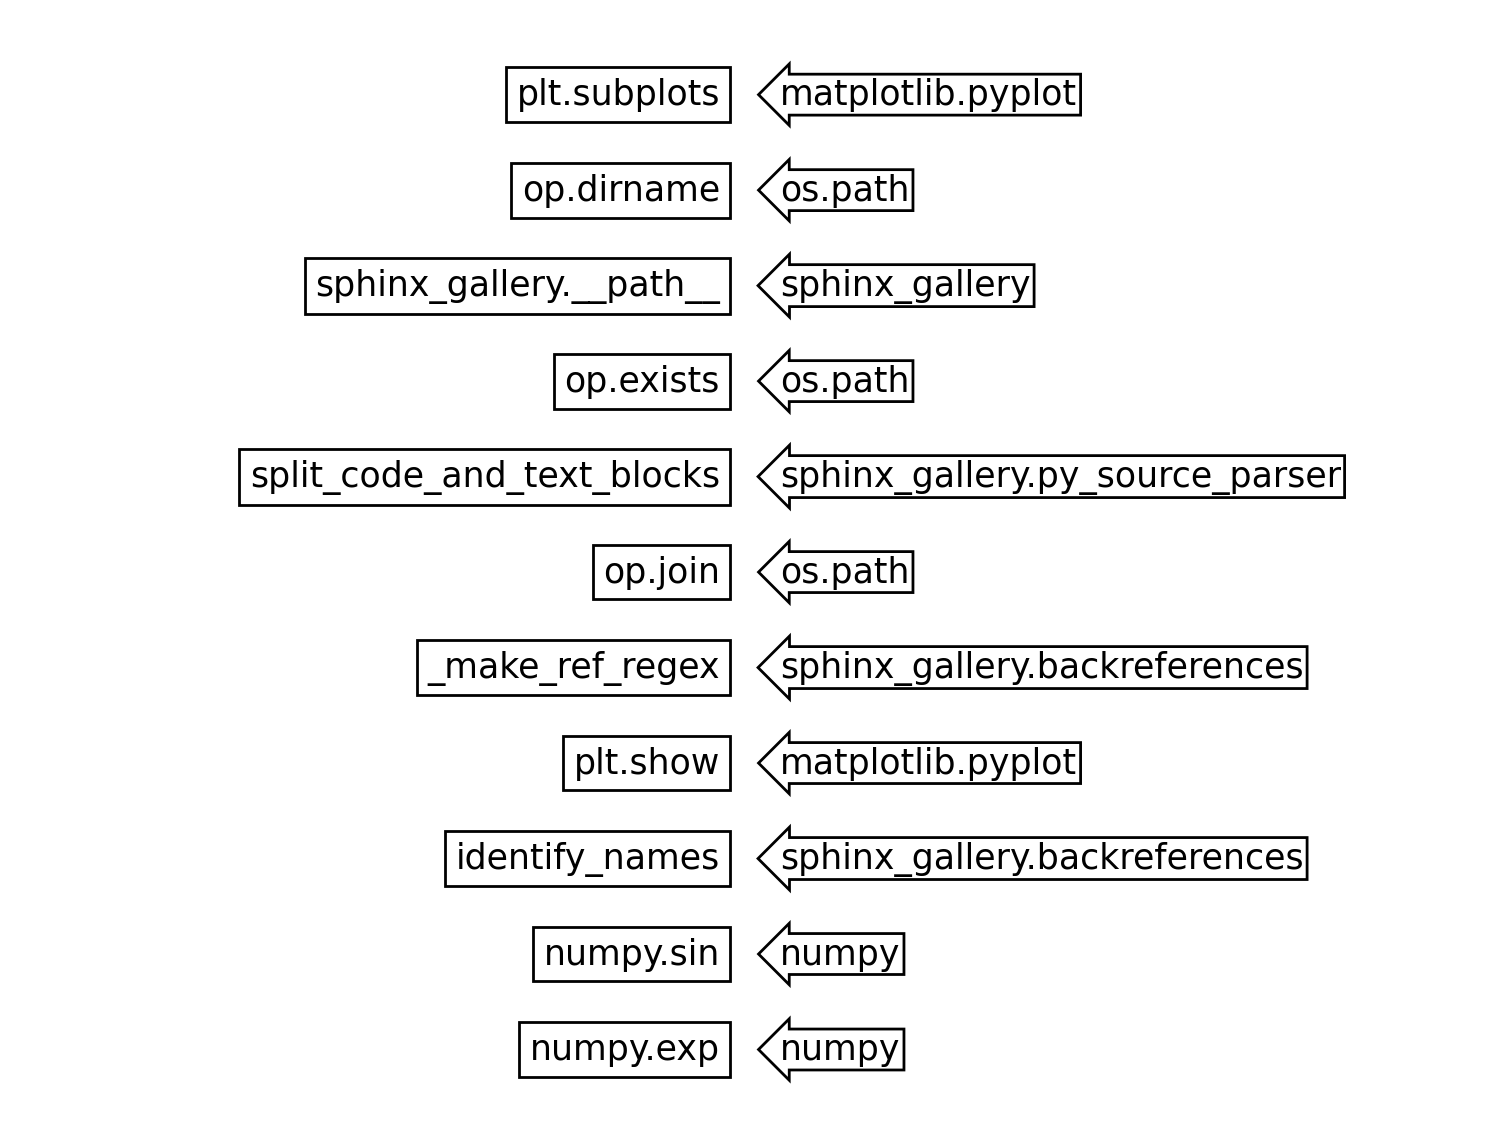 plt.subplots matplotlib.pyplot
op.dirname os.path
sphinx_gallery.__path__ sphinx_gallery
op.exists os.path
split_code_and_text_blocks sphinx_gallery.py_source_parser
op.join os.path
_make_ref_regex sphinx_gallery.backreferences
plt.show matplotlib.pyplot
identify_names sphinx_gallery.backreferences
numpy.sin numpy
numpy.exp numpy